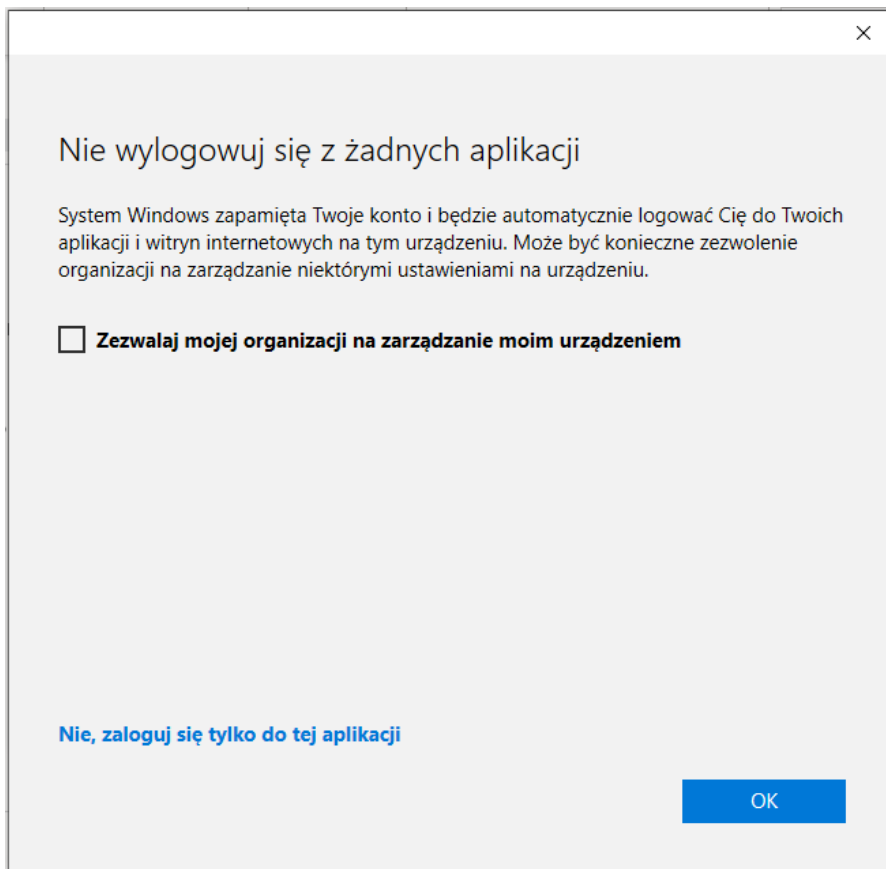 Nie wylogowuj się z żadnych aplikacji
System Windows zapamięta Twoje konto i będzie automatycznie logować Cię do Twoich
aplikacji i witryn internetowych na tym urządzeniu. Może być konieczne zezwolenie
organizacji na zarządzanie niektórymi ustawieniami na urządzeniu.
Zezwalaj mojej organizacji na zarządzanie moim urządzeniem
Nie, zaloguj się tylko do tej aplikacji
OK